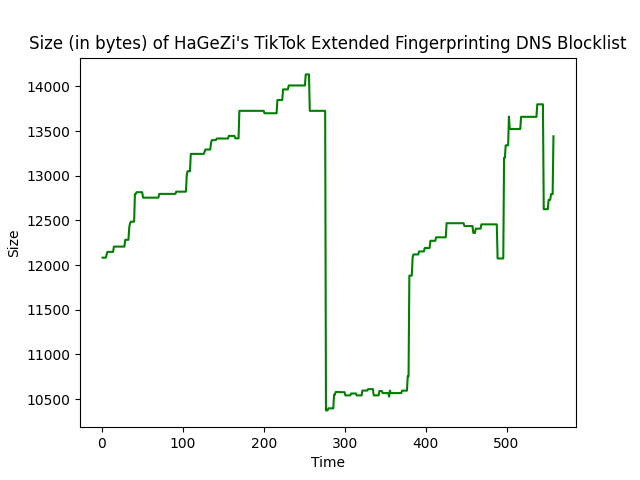 Size (in bytes) of HaGeZi's TikTok Extended Fingerprinting DNS Blocklist
14000
13500
13000
12500
12000
11500
11000
10500
Size
0 100 200 300 400 500
Time